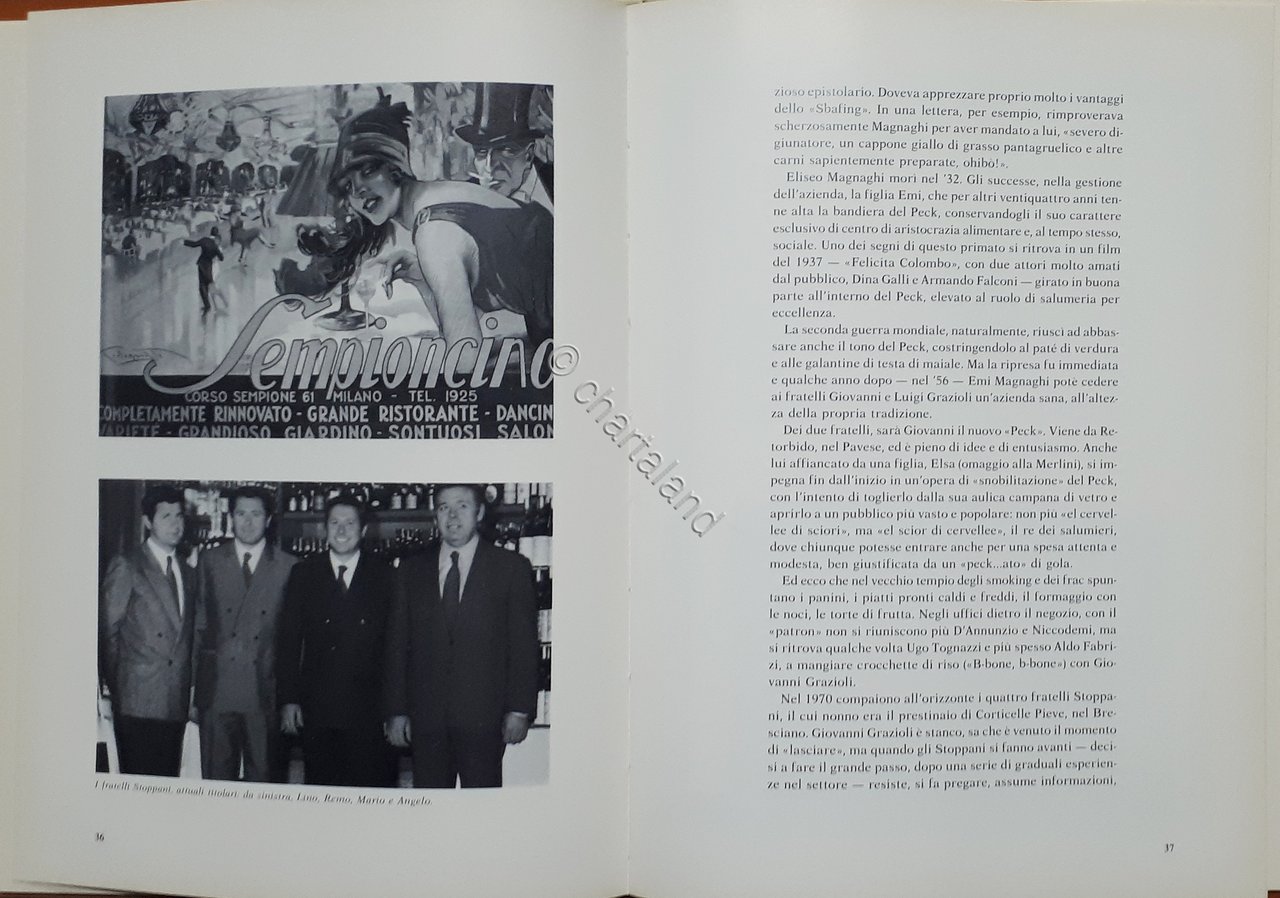 Sempioncino
CORSO SEMPIONE 61 MILANO - TEL. 1925
COMPLETAMENTE RINNOVATO - GRANDE RISTORANTE - DANCIN
VARIETE - GRANDIOSO GIARDINO - SONTUOSI SALON
I fratelli Stoppani, attuali titolari: da sinistra, Lino, Remo, Mario e Angelo.
36
zioso epistolario. Doveva apprezzare proprio molto i vantaggi
dello «Sbafing». In una lettera, per esempio, rimproverava
scherzosamente Magnaghi per aver mandato a lui, «severo di-
giunatore, un cappone giallo di grasso pantagruelico e altre
carni sapientemente preparate, ohibò!».
Eliseo Magnaghi morì nel '32. Gli successe, nella gestione
dell'azienda, la figlia Emi, che per altri ventiquattro anni ten-
ne alta la bandiera del Peck, conservandogli il suo carattere
esclusivo di centro di aristocrazia alimentare e, al tempo stesso,
sociale. Uno dei segni di questo primato si ritrova in un film
del 1937 — «Felicita Colombo», con due attori molto amati
dal pubblico, Dina Galli e Armando Falconi — girato in buona
parte all'interno del Peck, elevato al ruolo di salumeria per
eccellenza.
La seconda guerra mondiale, naturalmente, riuscì ad abbas-
sare anche il tono del Peck, costringendolo al paté di verdura
e alle galantine di testa di maiale. Ma la ripresa fu immediata
e qualche anno dopo — nel '56 — Emi Magnaghi poté cedere
ai fratelli Giovanni e Luigi Grazioli un'azienda sana, all'altez-
za della propria tradizione.
Dei due fratelli, sarà Giovanni il nuovo «Peck». Viene da Re-
torbido, nel Pavese, ed è pieno di idee e di entusiasmo. Anche
lui affiancato da una figlia, Elsa (omaggio alla Merlini), si im-
pegna fin dall'inizio in un'opera di «snobilitazione» del Peck,
con l'intento di toglierlo dalla sua aulica campana di vetro e
aprirlo a un pubblico più vasto e popolare: non più «el cervel-
lee di sciori», ma «el scior di cervellee», il re dei salumieri,
dove chiunque potesse entrare anche per una spesa attenta e
modesta, ben giustificata da un «peck...ato» di gola.
Ed ecco che nel vecchio tempio degli smoking e dei frac spun-
tano i panini, i piatti pronti caldi e freddi, il formaggio con
le noci, le torte di frutta. Negli uffici dietro il negozio, con il
«patron» non si riuniscono più D'Annunzio e Niccodemi, ma
si ritrova qualche volta Ugo Tognazzi e più spesso Aldo Fabri-
zi, a mangiare crocchette di riso («B-bone, b-bone») con Gio-
vanni Grazioli.
Nel 1970 compaiono all'orizzonte i quattro fratelli Stoppa-
ni, il cui nonno era il prestinaio di Corticelle Pieve, nel Bre-
sciano. Giovanni Grazioli è stanco, sa che è venuto il momento
di «lasciare», ma quando gli Stoppani si fanno avanti — deci-
si a fare il grande passo, dopo una serie di graduali esperien-
ze nel settore — resiste, si fa pregare, assume informazioni,
37
© chartaland